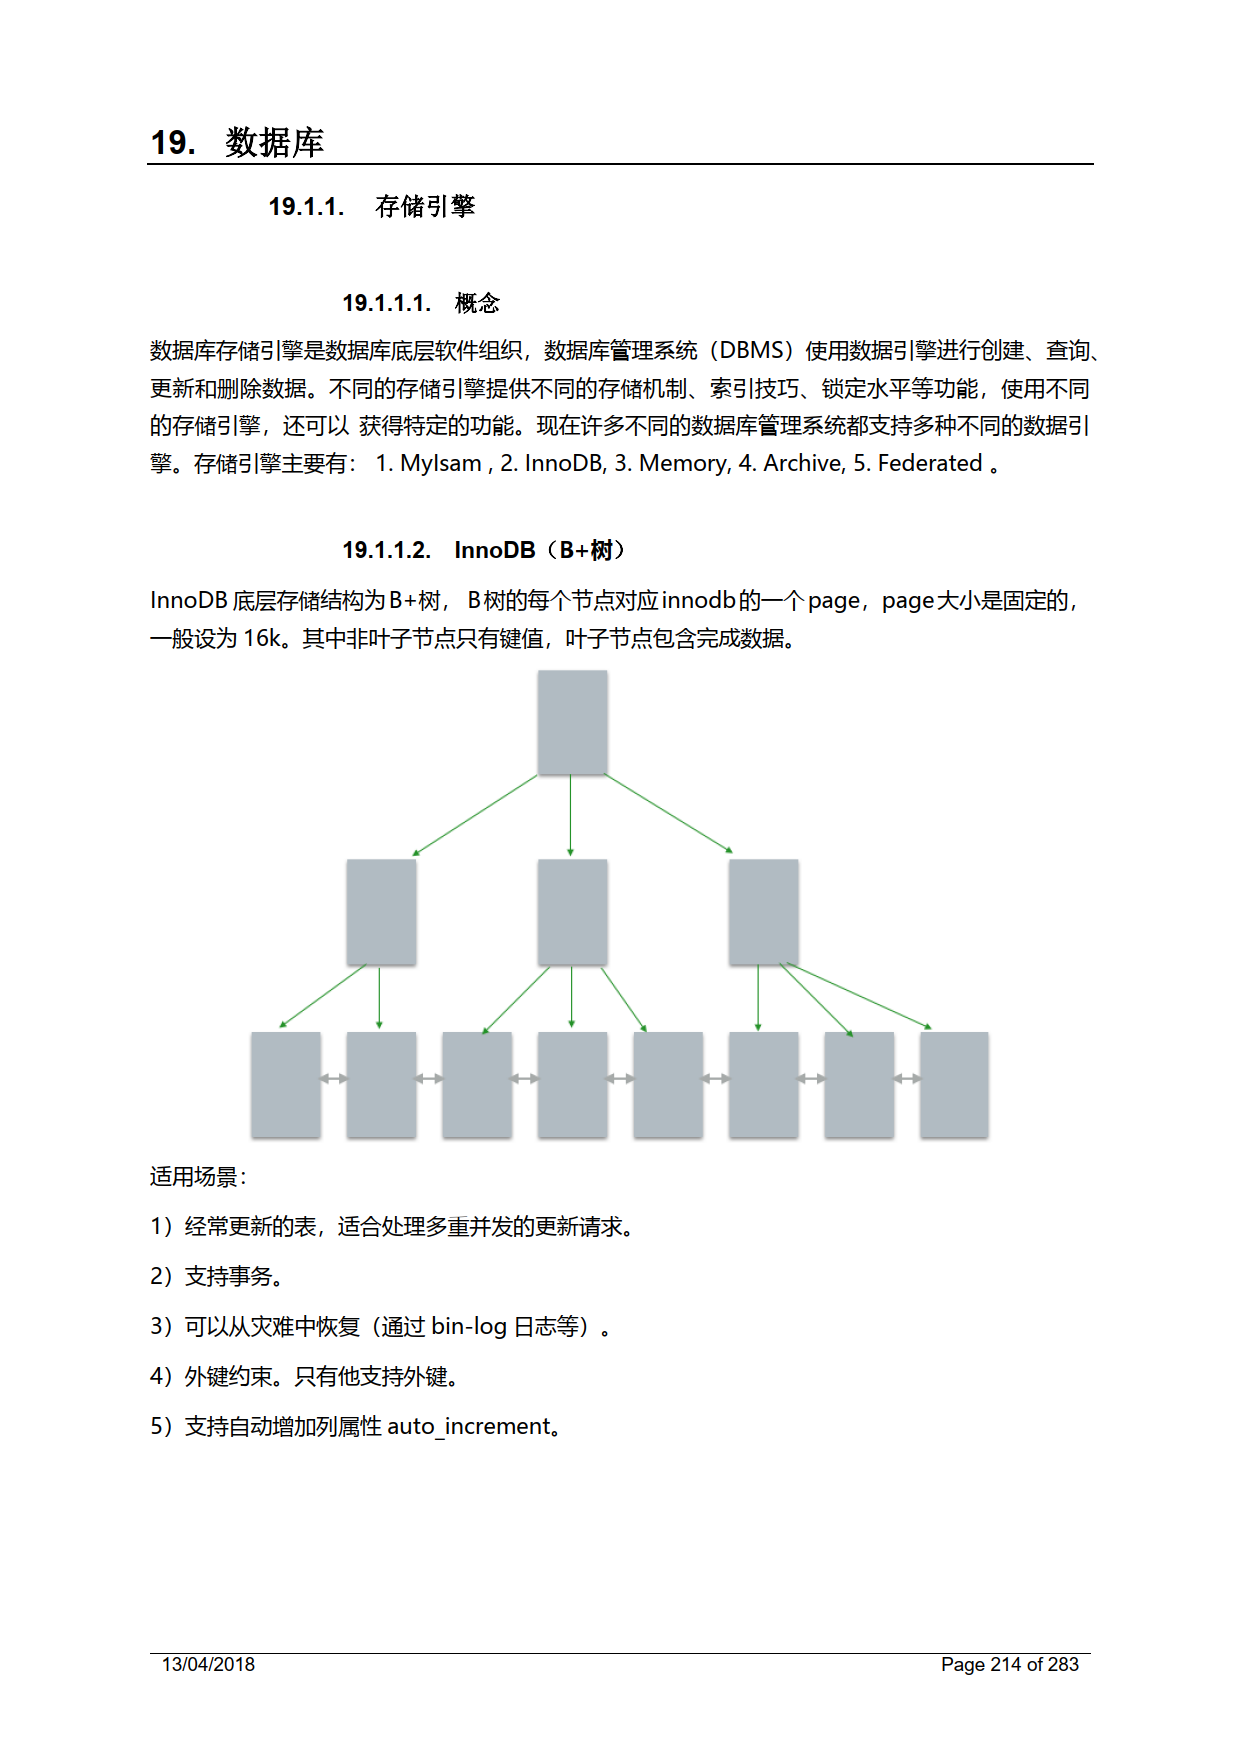 19. 数据库
19.1.1. 存储引擎
19.1.1.1. 概念
数据库存储引擎是数据库底层软件组织，数据库管理系统（DBMS）使用数据引擎进行创建、查询、
更新和删除数据。不同的存储引擎提供不同的存储机制、索引技巧、锁定水平等功能，使用不同
的存储引擎，还可以 获得特定的功能。现在许多不同的数据库管理系统都支持多种不同的数据引
擎。存储引擎主要有： 1. MyIsam , 2. InnoDB, 3. Memory, 4. Archive, 5. Federated 。
19.1.1.2. InnoDB（B+树）
InnoDB 底层存储结构为B+树， B树的每个节点对应innodb的一个page，page大小是固定的，
一般设为 16k。其中非叶子节点只有键值，叶子节点包含完成数据。
适用场景：
1）经常更新的表，适合处理多重并发的更新请求。
2）支持事务。
3）可以从灾难中恢复（通过 bin-log 日志等）。
4）外键约束。只有他支持外键。
5）支持自动增加列属性 auto_increment。
13/04/2018 Page 214 of 283